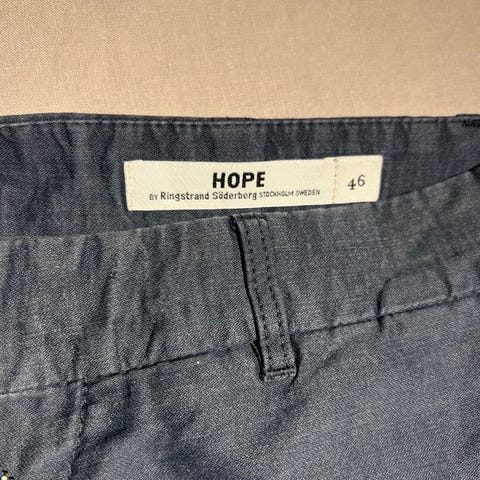 HOPE
BY Ringstrand Söderberg STOCKHOLM SWEDEN
46